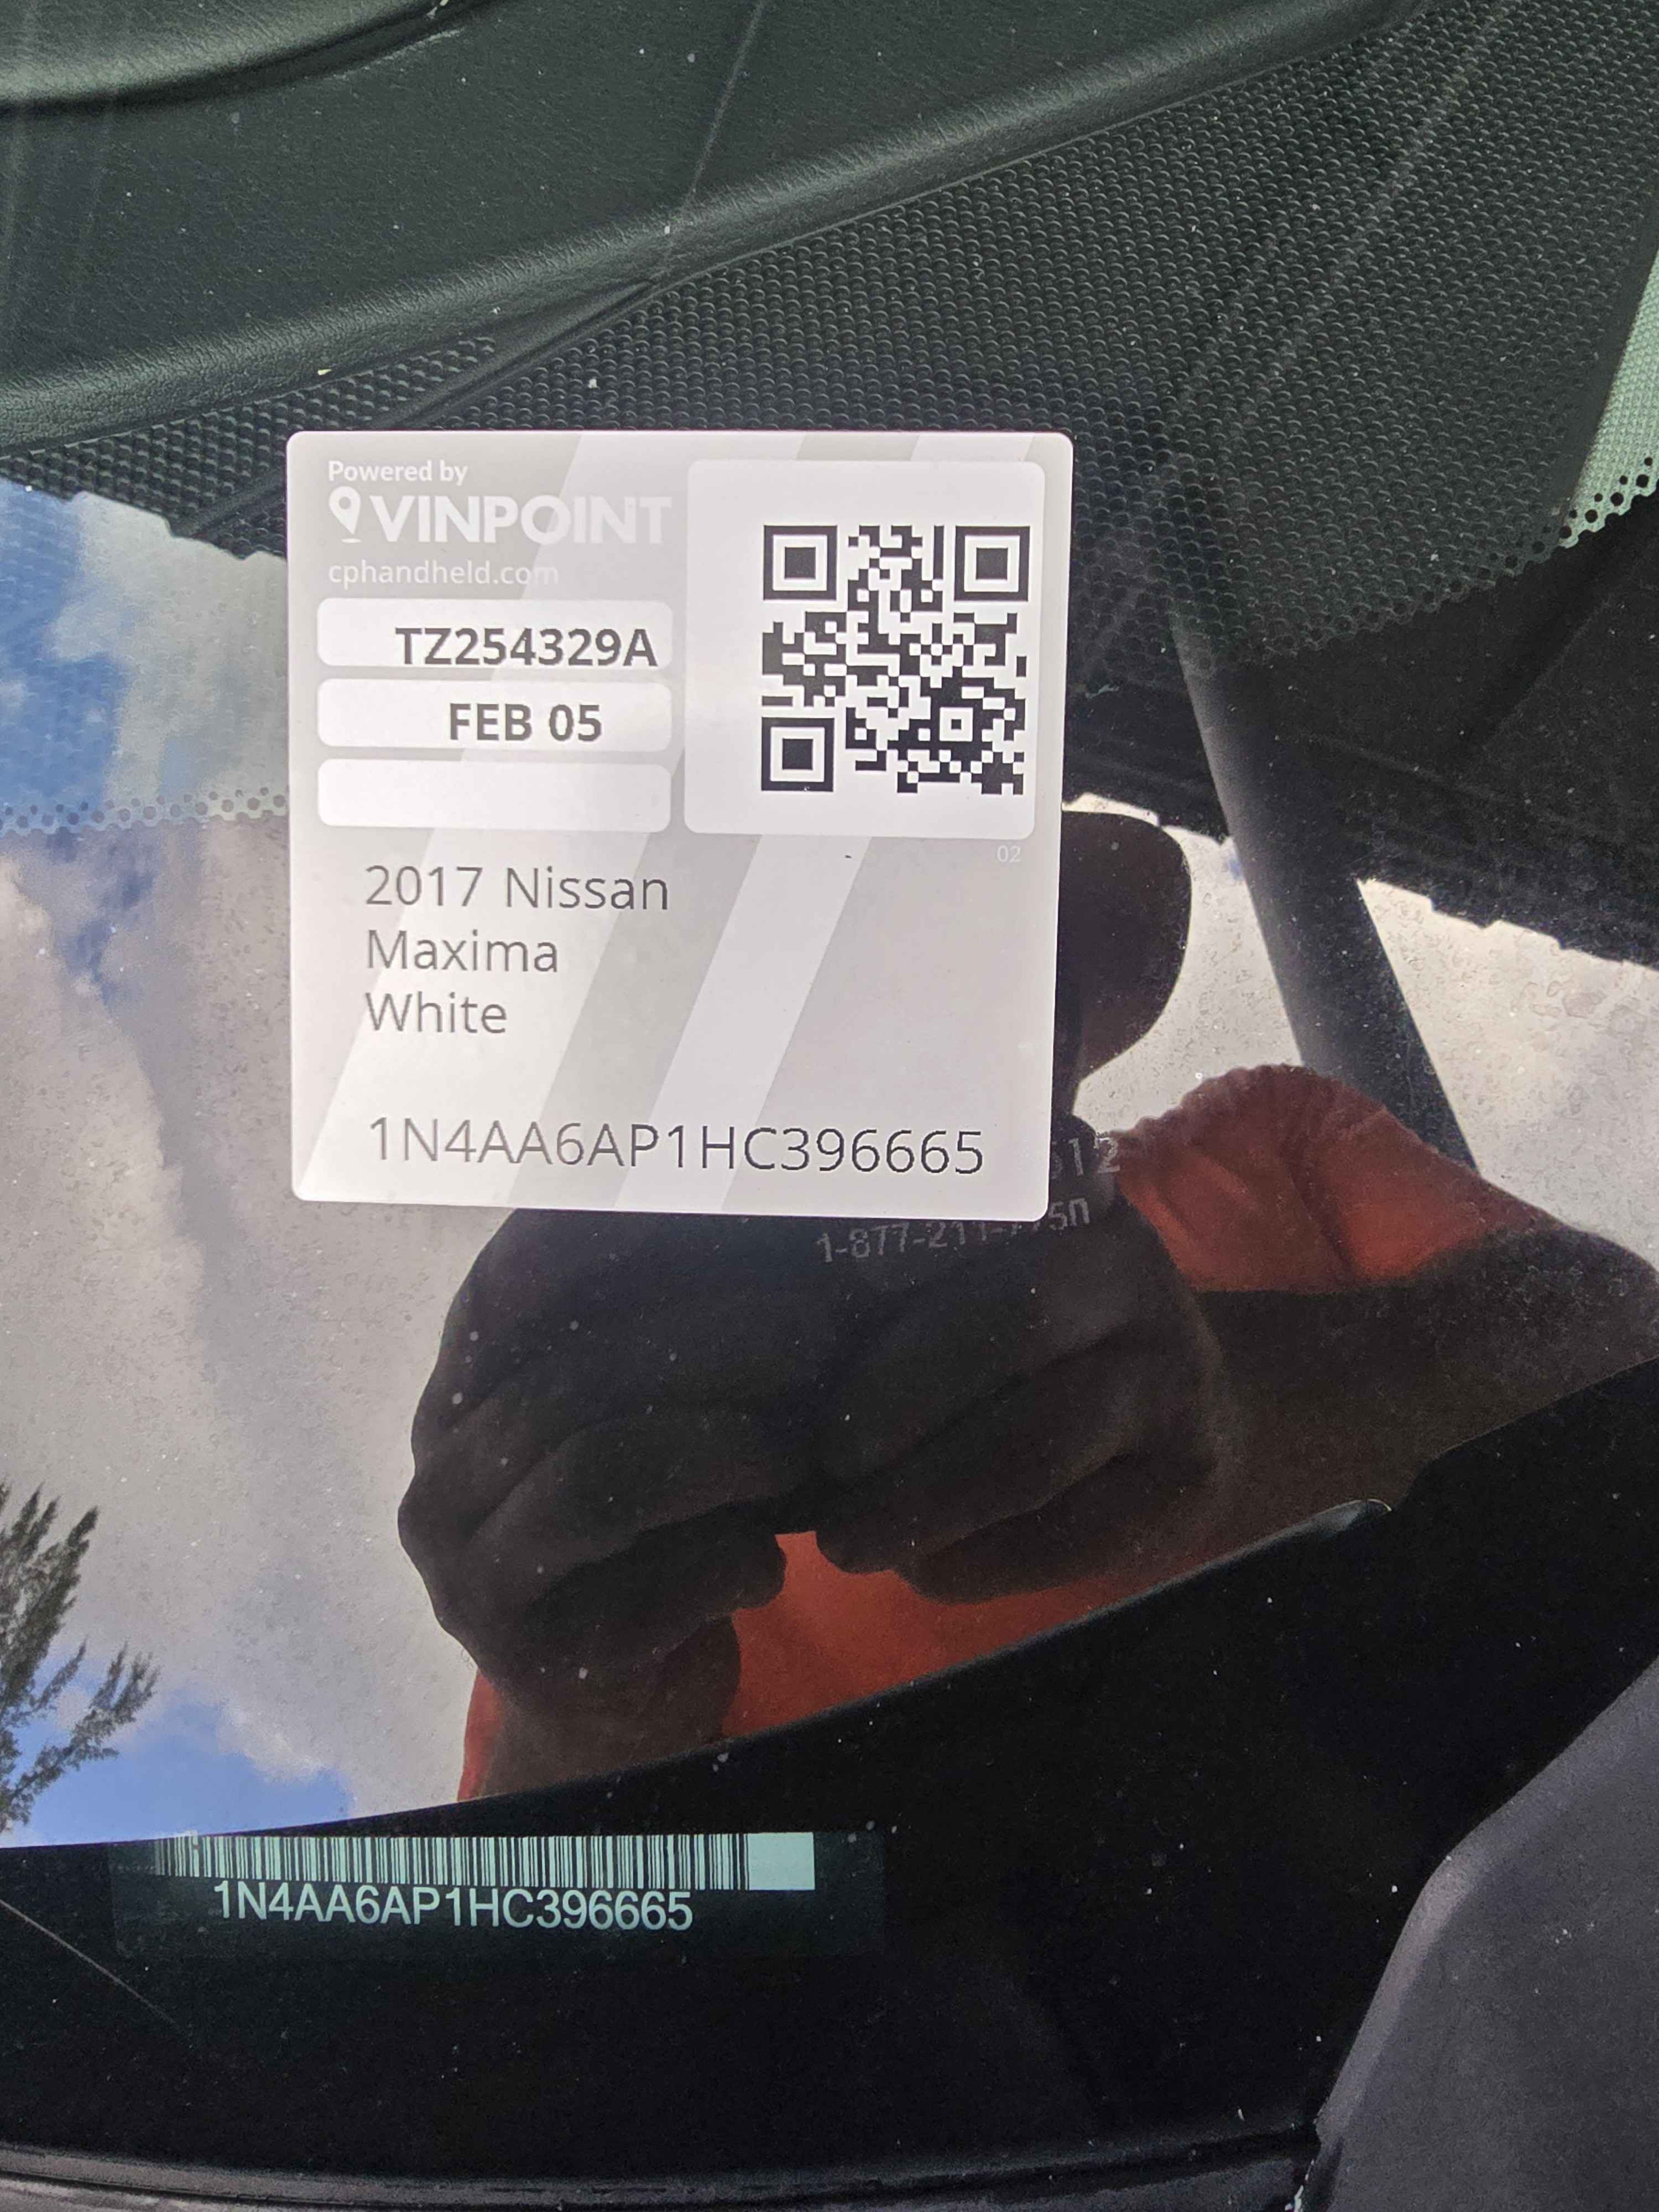 Powered by
VINPOINT
cphandheld.com
TZ254329A
FEB 05
02
2017 Nissan
Maxima
White
1N4AA6AP1HC396665
1N4AA6AP1HC396665